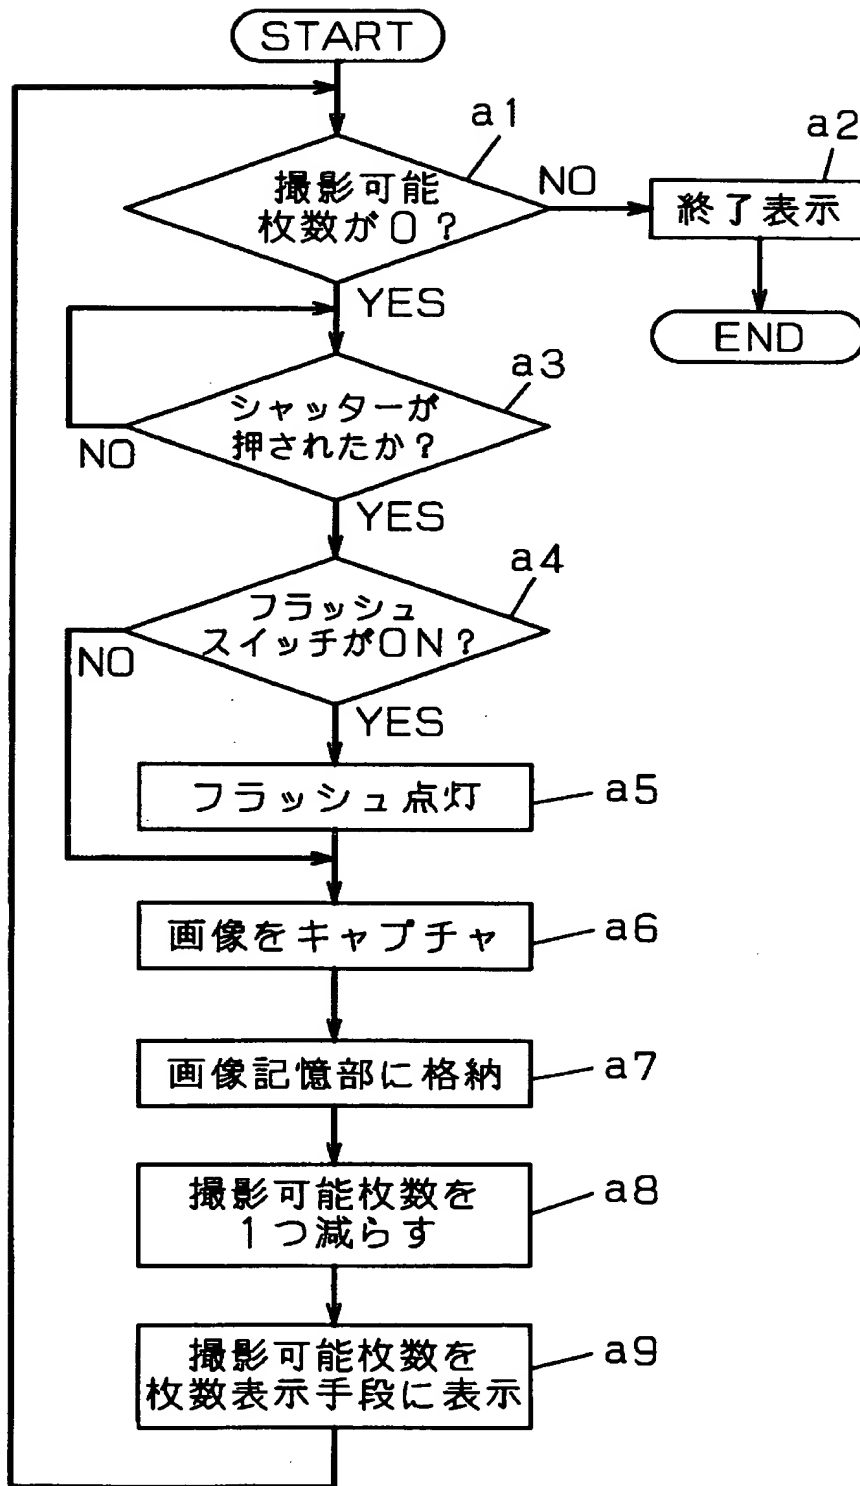 START
a1
撮影可能
枚数が0?
NO
a2
終了表示
END
YES
a3
シャッターが
押されたか?
NO
YES
a4
フラッシュ
スイッチがON?
NO
YES
フラッシュ点灯
a5
画像をキャプチャ
a6
画像記憶部に格納
a7
撮影可能枚数を
1つ減らす
a8
撮影可能枚数を
枚数表示手段に表示
a9